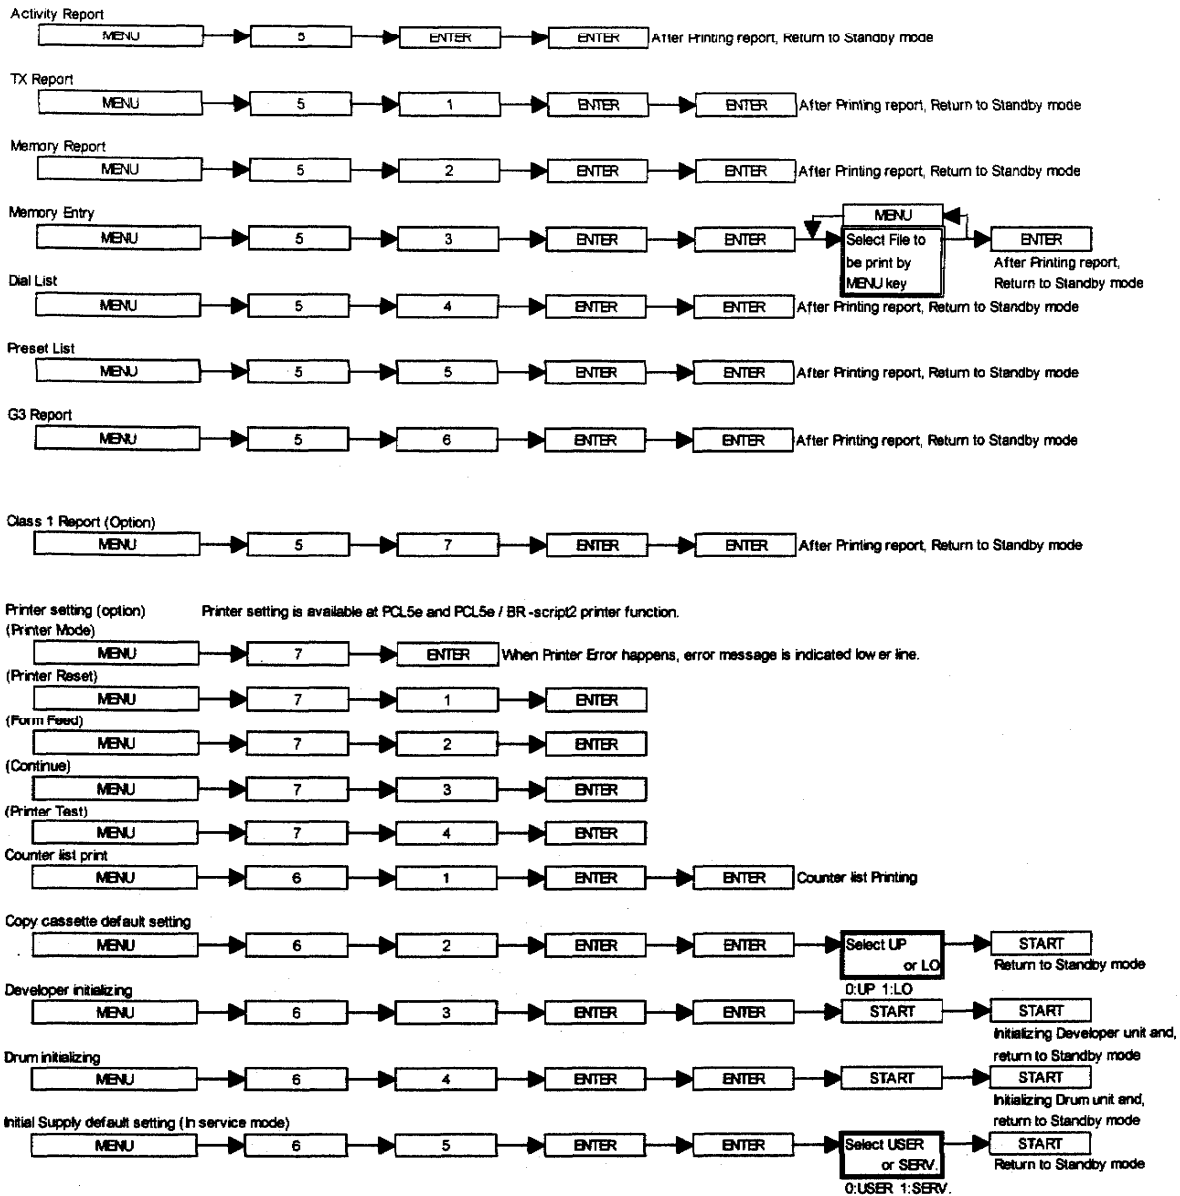 Activity Report
MENU 5 ENTER ENTER After Printing report, Return to Standby mode
TX Report
MENU 5 1 ENTER ENTER After Printing report, Return to Standby mode
Memory Report
MENU 5 2 ENTER ENTER After Printing report, Return to Standby mode
Memory Entry
MENU
MENU 5 3 ENTER ENTER Select File to ENTER
be print by After Printing report,
MENU key Return to Standby mode
Dial List
MENU 5 4 ENTER ENTER After Printing report, Return to Standby mode
Preset List
MENU 5 5 ENTER ENTER After Printing report, Return to Standby mode
G3 Report
MENU 5 6 ENTER ENTER After Printing report, Return to Standby mode
Class 1 Report (Option)
MENU 5 7 ENTER ENTER After Printing report, Return to Standby mode
Printer setting (option) Printer setting is available at PCL5e and PCL5e / BR -script2 printer function.
(Printer Mode)
MENU 7 ENTER When Printer Error happens, error message is indicated low er line.
(Printer Reset)
MENU 7 1 ENTER
(Form Feed)
MENU 7 2 ENTER
(Continue)
MENU 7 3 ENTER
(Printer Test)
MENU 7 4 ENTER
Counter list print
MENU 6 1 ENTER ENTER Counter list Printing
Copy cassette default setting
MENU 6 2 ENTER ENTER Select UP START
or LO Return to Standby mode
0:UP 1:LO
Developer initializing
MENU 6 3 ENTER ENTER START START
Initializing Developer unit and,
return to Standby mode
Drum initializing
MENU 6 4 ENTER ENTER START START
Initializing Drum unit and,
return to Standby mode
Initial Supply default setting (In service mode)
MENU 6 5 ENTER ENTER Select USER START
or SERV. Return to Standby mode
0:USER 1:SERV.